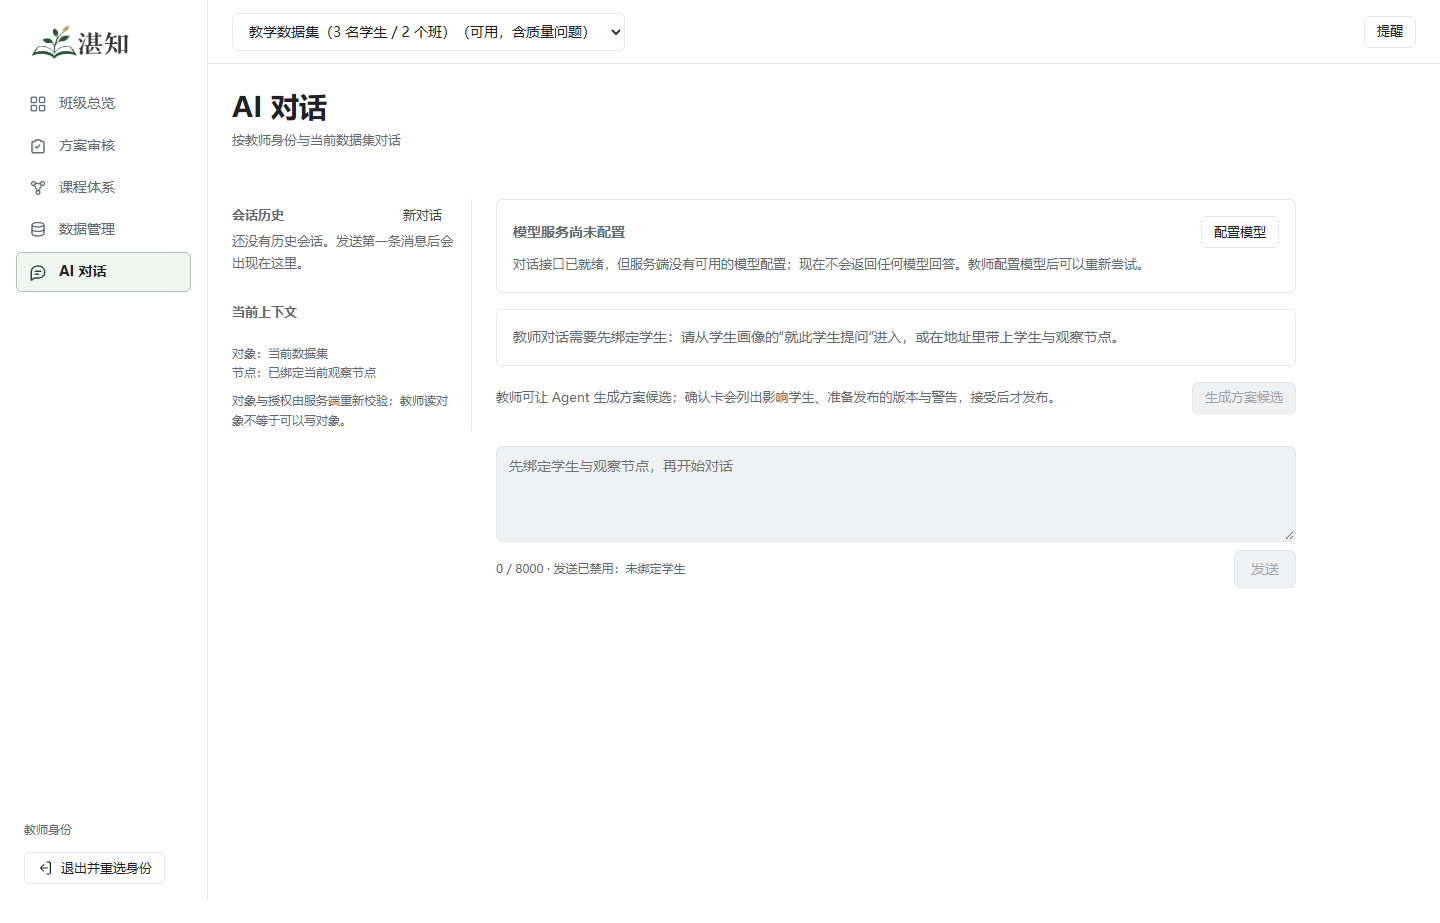 湛知
教学数据集（3 名学生 / 2 个班）（可用，含质量问题）
提醒
班级总览
方案审核
课程体系
数据管理
AI 对话
AI 对话
按教师身份与当前数据集对话
会话历史
新对话
还没有历史会话。发送第一条消息后会
出现在这里。
当前上下文
对象：当前数据集
节点：已绑定当前观察节点
对象与授权由服务端重新校验；教师读对
象不等于可以写对象。
模型服务尚未配置
配置模型
对话接口已就绪，但服务端没有可用的模型配置；现在不会返回任何模型回答。教师配置模型后可以重新尝试。
教师对话需要先绑定学生：请从学生画像的“就此学生提问”进入，或在地址里带上学生与观察节点。
教师可让 Agent 生成方案候选；确认卡会列出影响学生、准备发布的版本与警告，接受后才发布。
生成方案候选
先绑定学生与观察节点，再开始对话
0 / 8000 · 发送已禁用：未绑定学生
发送
教师身份
退出并重选身份